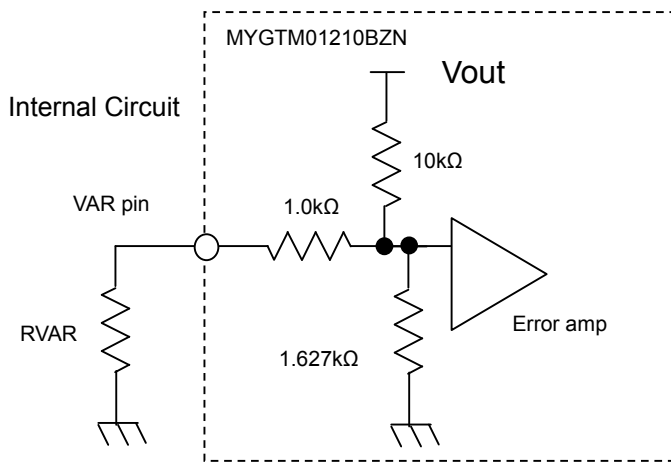 MYGTM01210BZN
Vout
Internal Circuit
10kΩ
VAR pin
1.0kΩ
RVAR
Error amp
1.627kΩ